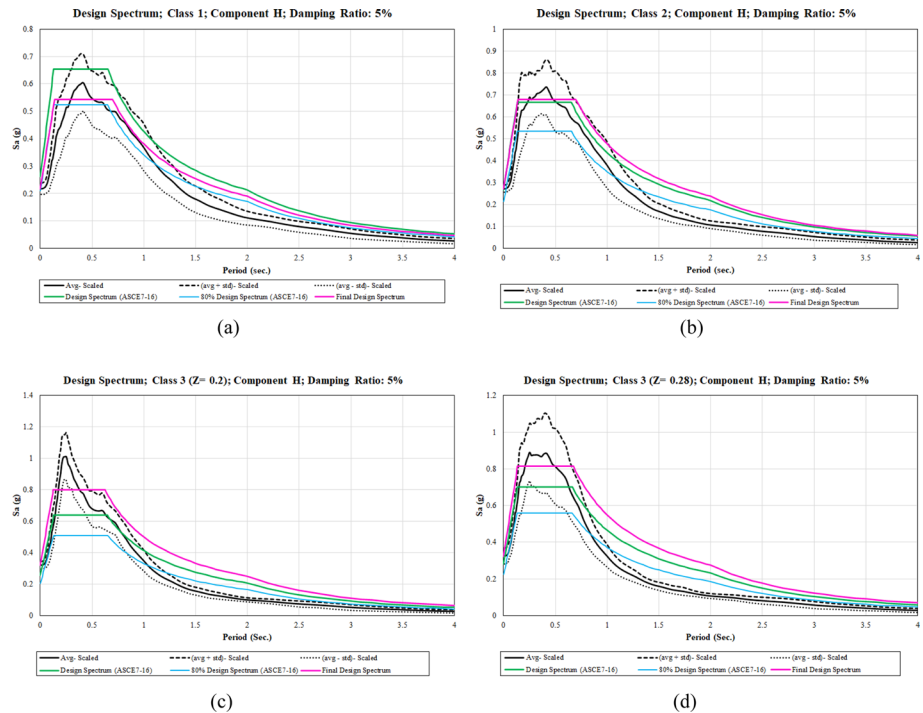 Design Spectrum; Class 1; Component H; Damping Ratio: 5%
0.8
0.7
0.6
0.5
0.4
0.3
0.2
0.1
0
Sa (g)
0 0.5 1 1.5 2 2.5 3 3.5 4
Period (sec.)
Avg- Scaled (avg + std)- Scaled (avg - std)- Scaled
Design Spectrum (ASCE7-16) 80% Design Spectrum (ASCE7-16) Final Design Spectrum
(a)
Design Spectrum; Class 2; Component H; Damping Ratio: 5%
1
0.9
0.8
0.7
0.6
0.5
0.4
0.3
0.2
0.1
0
Sa (g)
0 0.5 1 1.5 2 2.5 3 3.5 4
Period (Sec.)
Avg- Scaled (avg + std)- Scaled (avg - std)- Scaled
Design Spectrum (ASCE7-16) 80% Design Spectrum (ASCE7-16) Final Design Spectrum
(b)
Design Spectrum; Class 3 (Z= 0.2); Component H; Damping Ratio: 5%
1.4
1.2
1
0.8
0.6
0.4
0.2
0
Sa (g)
0 0.5 1 1.5 2 2.5 3 3.5 4
Period (Sec.)
Avg- Scaled (avg + std)- Scaled (avg - std)- Scaled
Design Spectrum (ASCE7-16) 80% Design Spectrum (ASCE7-16) Final Design Spectrum
(c)
Design Spectrum; Class 3 (Z= 0.28); Component H; Damping Ratio: 5%
1.2
1
0.8
0.6
0.4
0.2
0
Sa (g)
0 0.5 1 1.5 2 2.5 3 3.5 4
Period (Sec.)
Avg- Scaled (avg + std)- Scaled (avg - std)- Scaled
Design Spectrum (ASCE7-16) 80% Design Spectrum (ASCE7-16) Final Design Spectrum
(d)